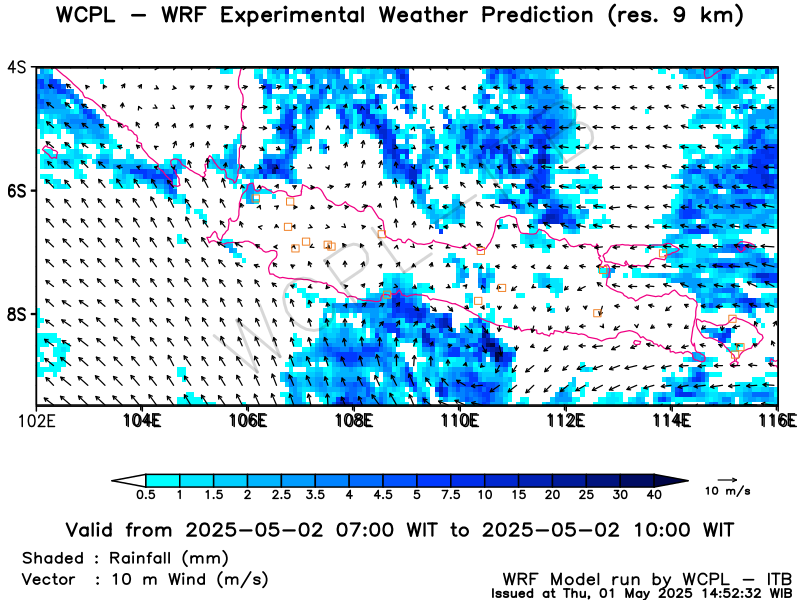 WCPL – WRF Experimental Weather Prediction (res. 9 km)
4S
6S
8S
102E 104E 106E 108E 110E 112E 114E 116E
WCPL
0.5 1 1.5 2 2.5 3.5 4 4.5 5 7.5 10 15 20 25 30 40
10 m/s
Valid from 2025–05–02 07:00 WIT to 2025–05–02 10:00 WIT
Shaded : Rainfall (mm)
Vector : 10 m Wind (m/s)
WRF Model run by WCPL – ITB
Issued at Thu, 01 May 2025 14:52:32 WIB